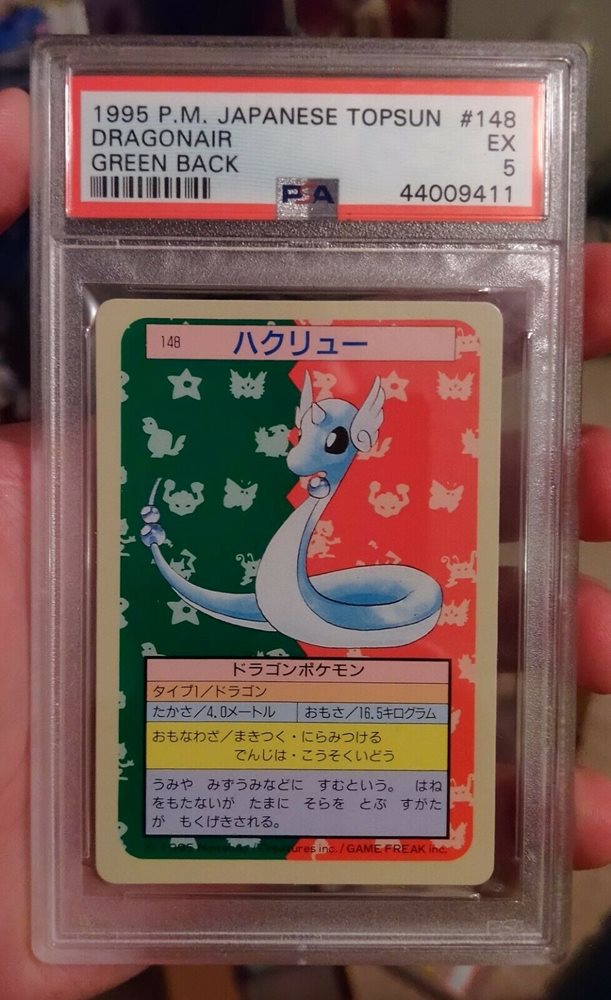 1995 P.M. JAPANESE TOPSUN #148
DRAGONAIR EX
GREEN BACK 5
PSA 44009411
148 ハクリュー
ドラゴンポケモン
タイプ1/ドラゴン
たかさ/4.0メートル おもさ/16.5キログラム
おもなわざ/まきつく・にらみつける
でんじは・こうそくいどう
うみや みずうみなどに すむという。 はね
をもたないが たまに そらを とぶ すがた
が もくげきされる。
© 1995 Nintendo/Creatures inc./GAME FREAK inc.